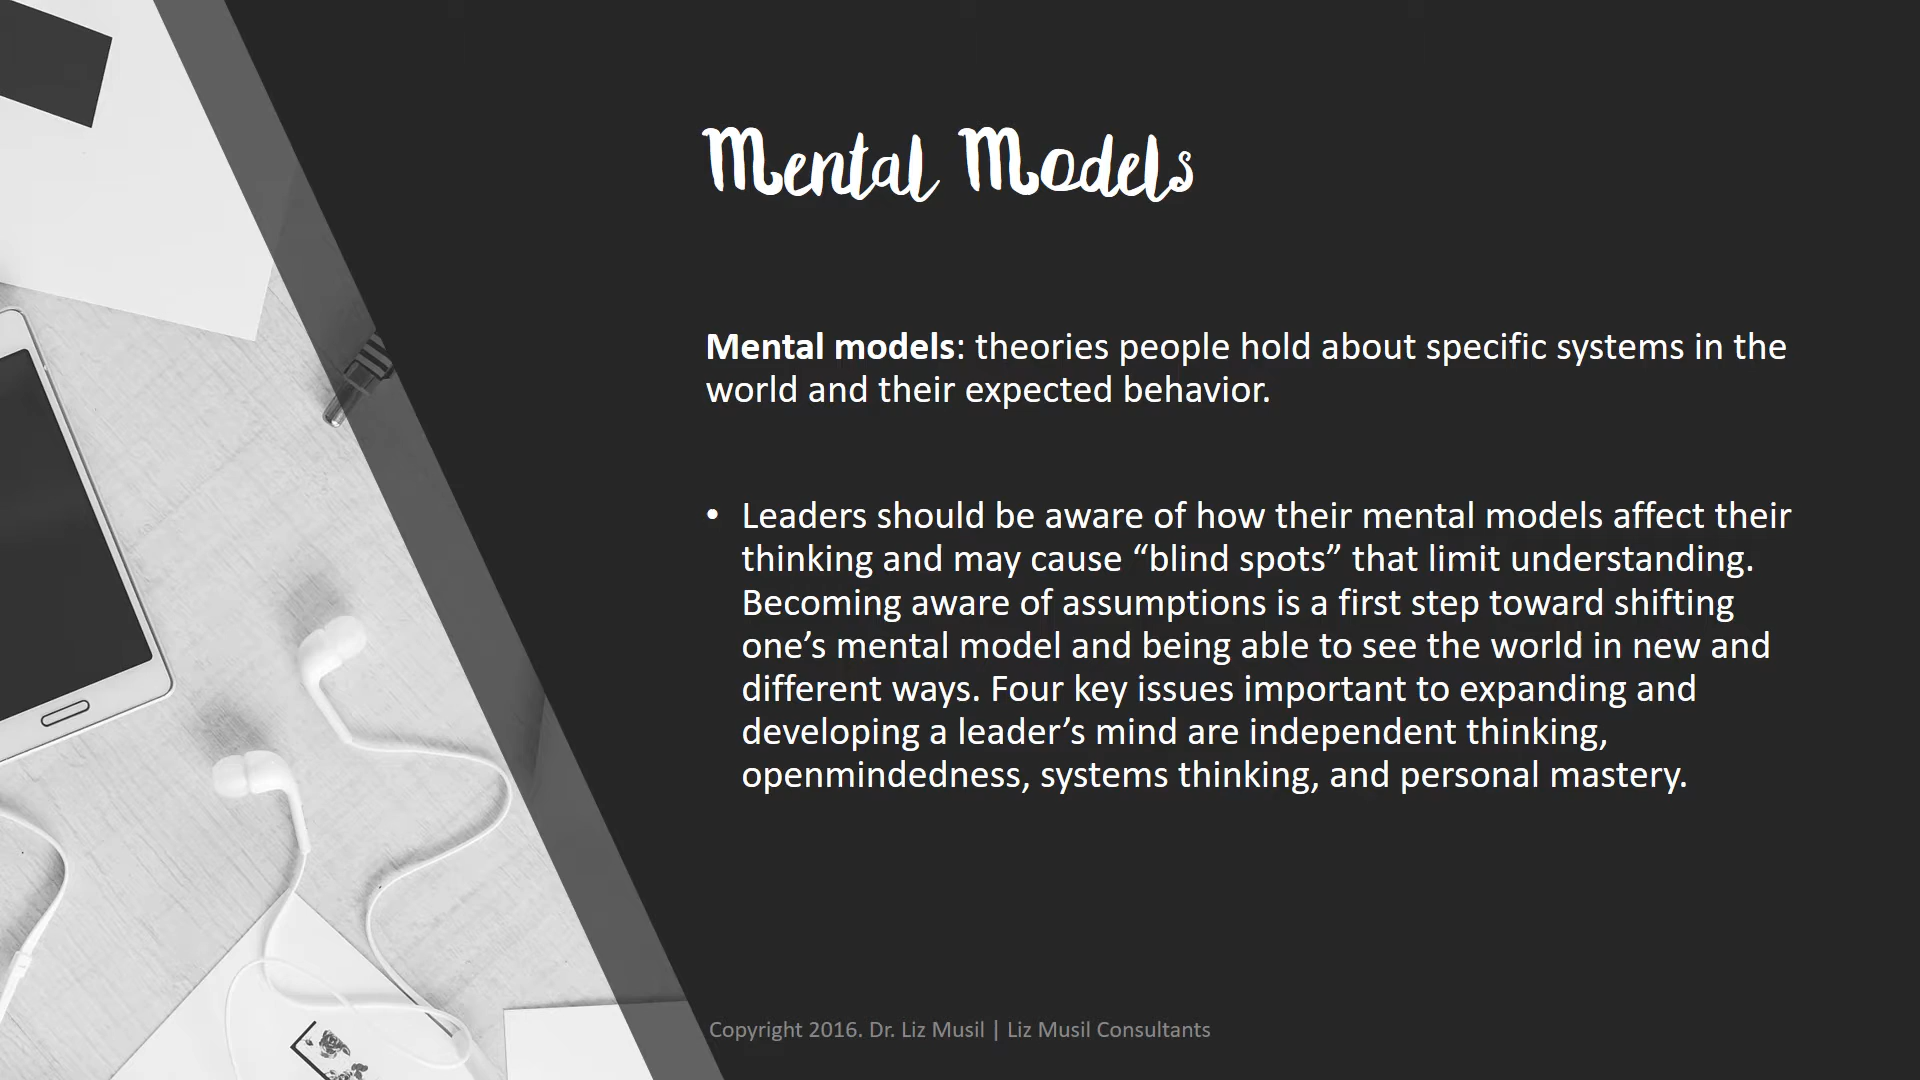 Mental Models
Mental models: theories people hold about specific systems in the
world and their expected behavior.
• Leaders should be aware of how their mental models affect their
thinking and may cause “blind spots” that limit understanding.
Becoming aware of assumptions is a first step toward shifting
one’s mental model and being able to see the world in new and
different ways. Four key issues important to expanding and
developing a leader’s mind are independent thinking,
openmindedness, systems thinking, and personal mastery.
Copyright 2016. Dr. Liz Musil | Liz Musil Consultants